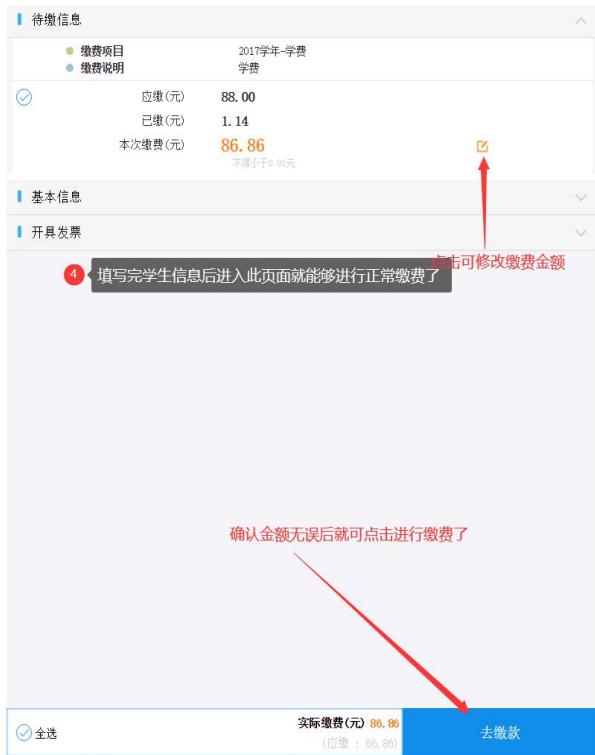 待缴信息
缴费项目 2017学年-学费
缴费说明 学费
应缴(元) 88.00
已缴(元) 1.14
本次缴费(元) 86.86
不得小于0.01元
基本信息
开具发票
点击可修改缴费金额
4 填写完学生信息后进入此页面就能够进行正常缴费了
确认金额无误后就可点击进行缴费了
全选
实际缴费(元) 86.86
(应缴 : 86.86)
去缴款